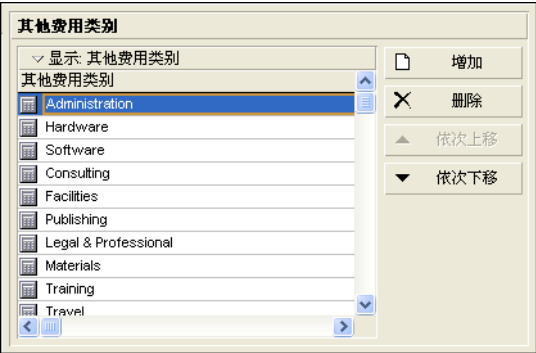 其他费用类别
显示: 其他费用类别
其他费用类别
Administration
Hardware
Software
Consulting
Facilities
Publishing
Legal & Professional
Materials
Training
Travel
增加
删除
依次上移
依次下移